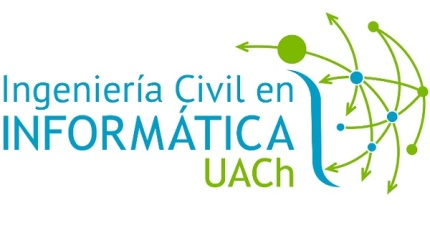 Ingeniería Civil en
INFORMÁTICA
UACh